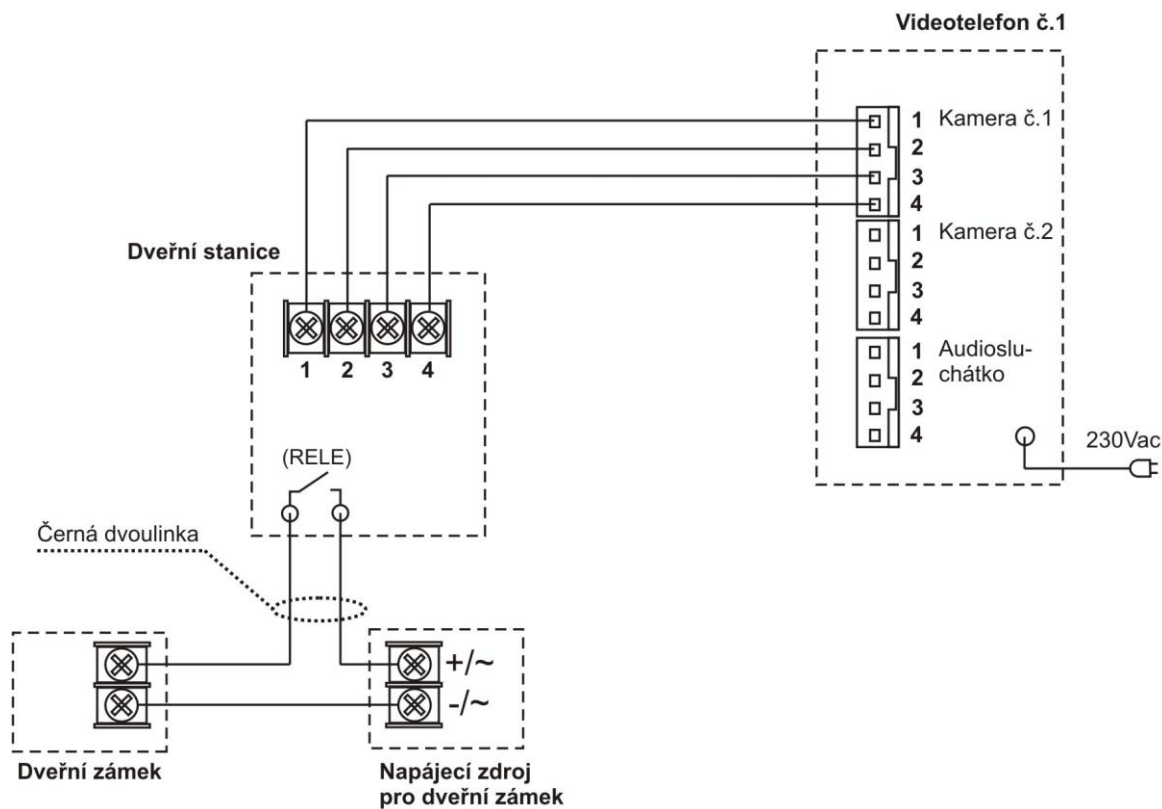 Videotelefon č.1
1 Kamera č.1
2
3
4
1 Kamera č.2
2
3
4
1 Audioslu-
chátko
2
3
4
230Vac
Dveřní stanice
1 2 3 4
(RELE)
Černá dvoulinka
+/~
-/~
Dveřní zámek
Napájecí zdroj
pro dveřní zámek